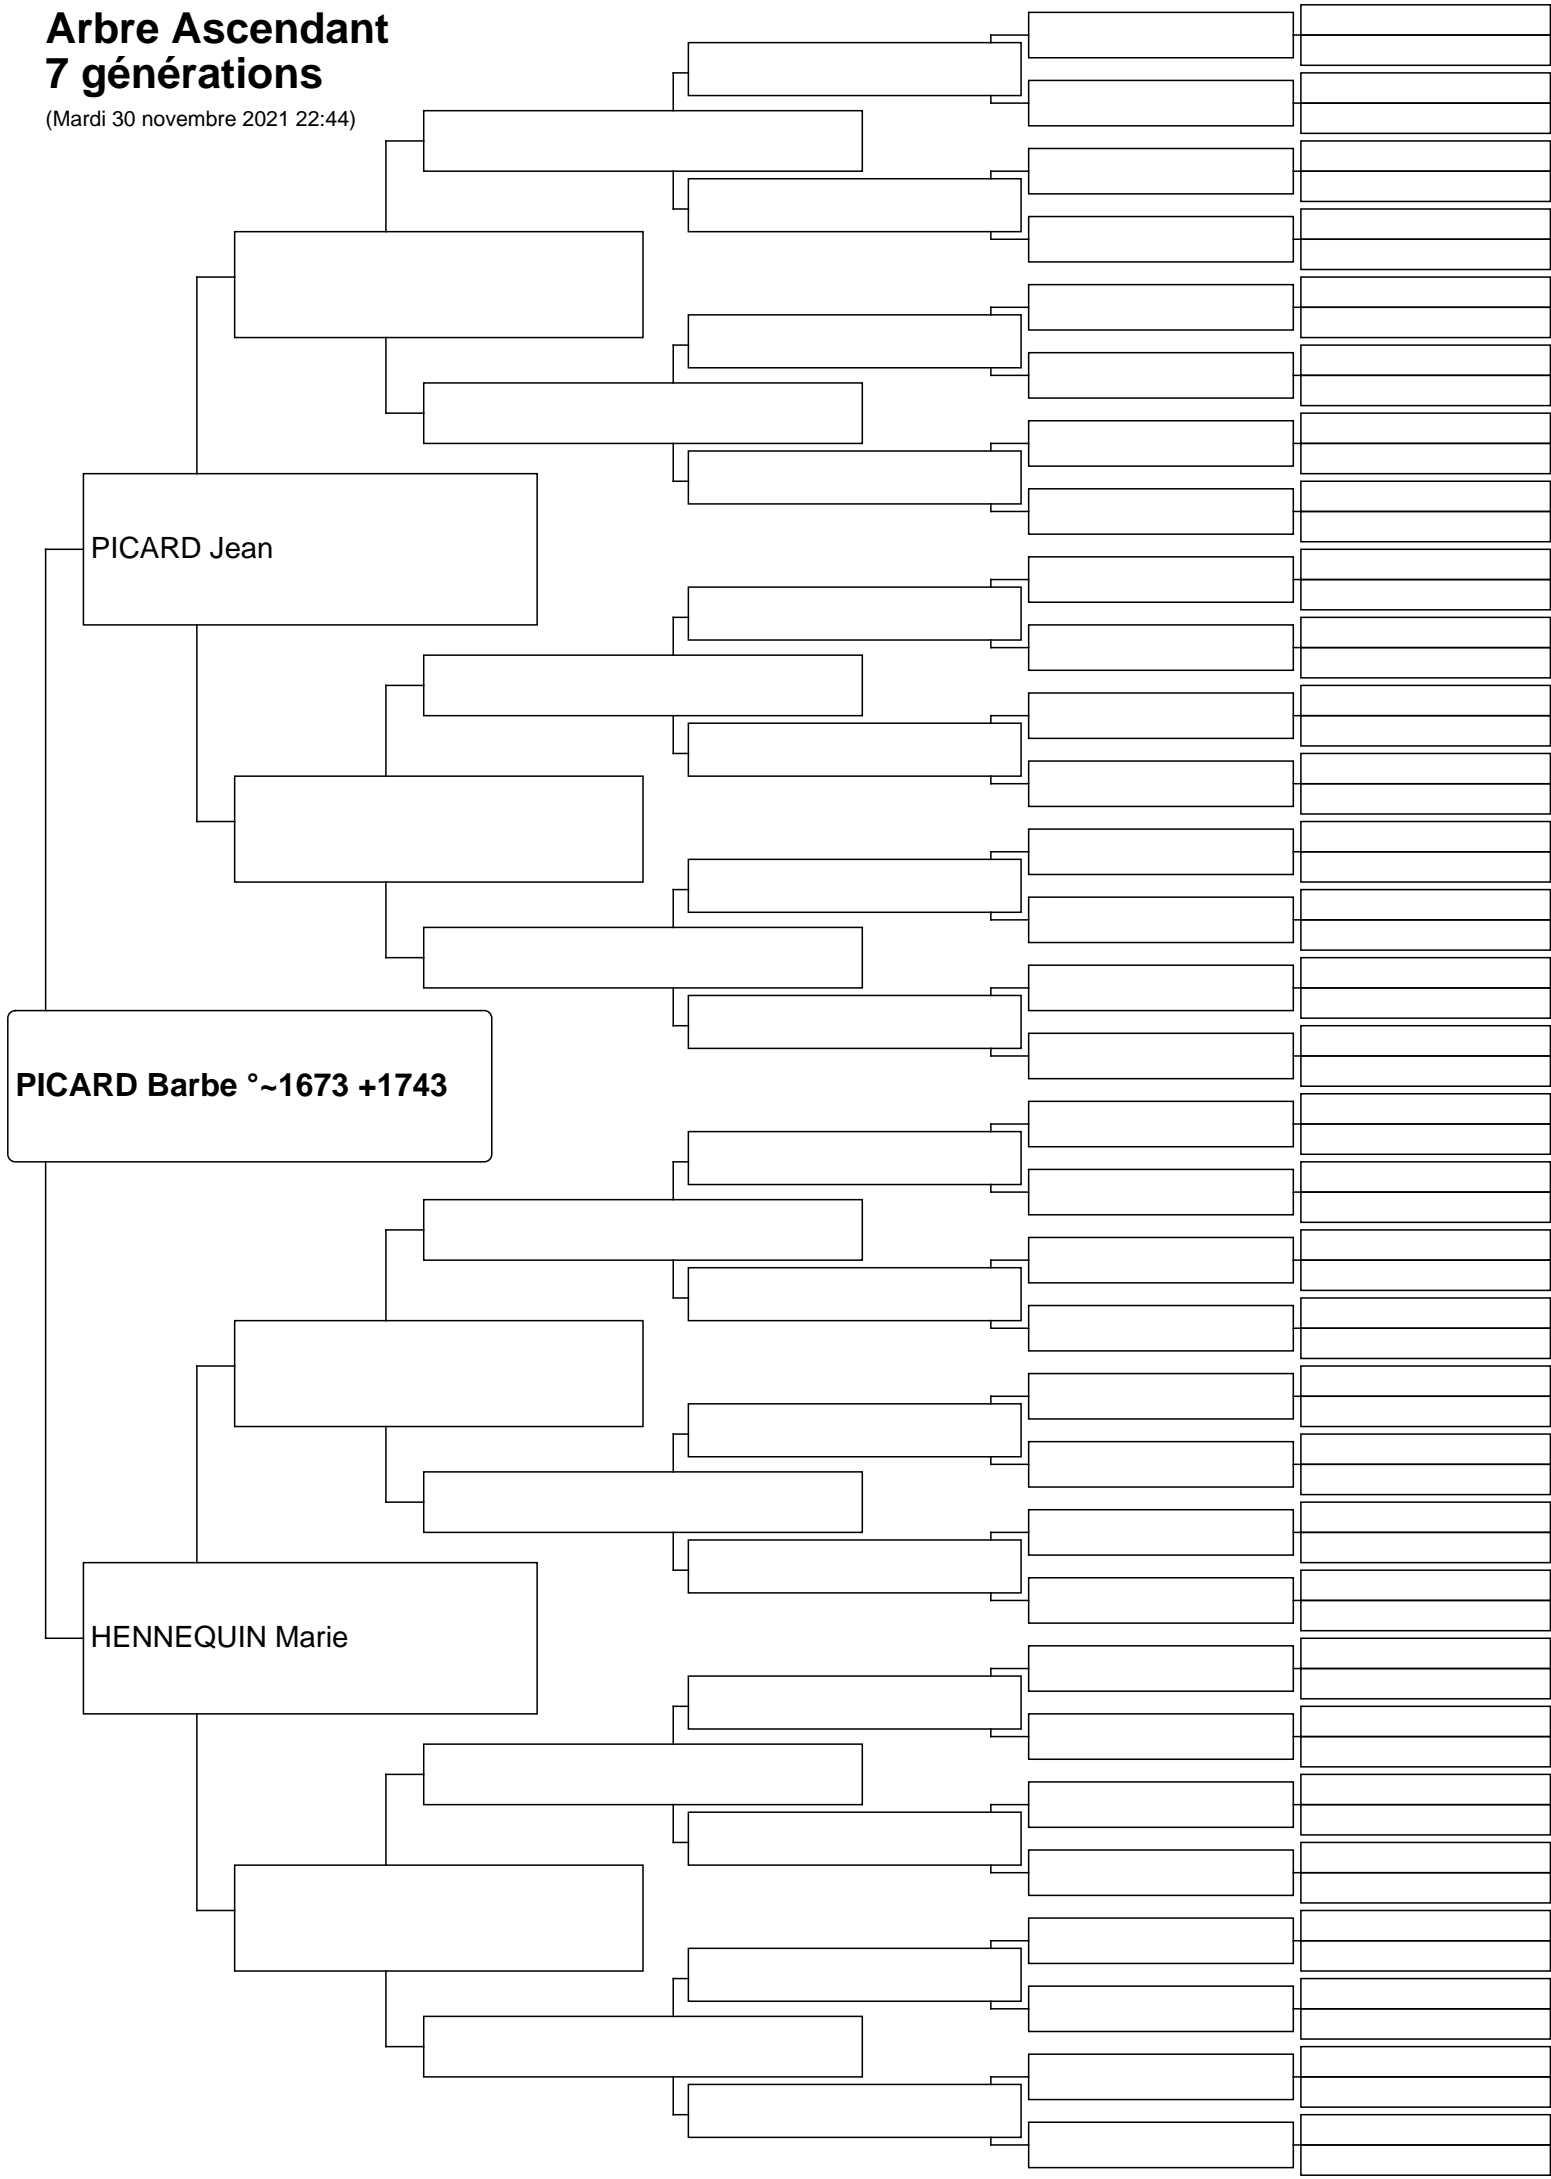 Arbre Ascendant
7 générations
(Mardi 30 novembre 2021 22:44)
PICARD Jean
PICARD Barbe °~1673 +1743
HENNEQUIN Marie